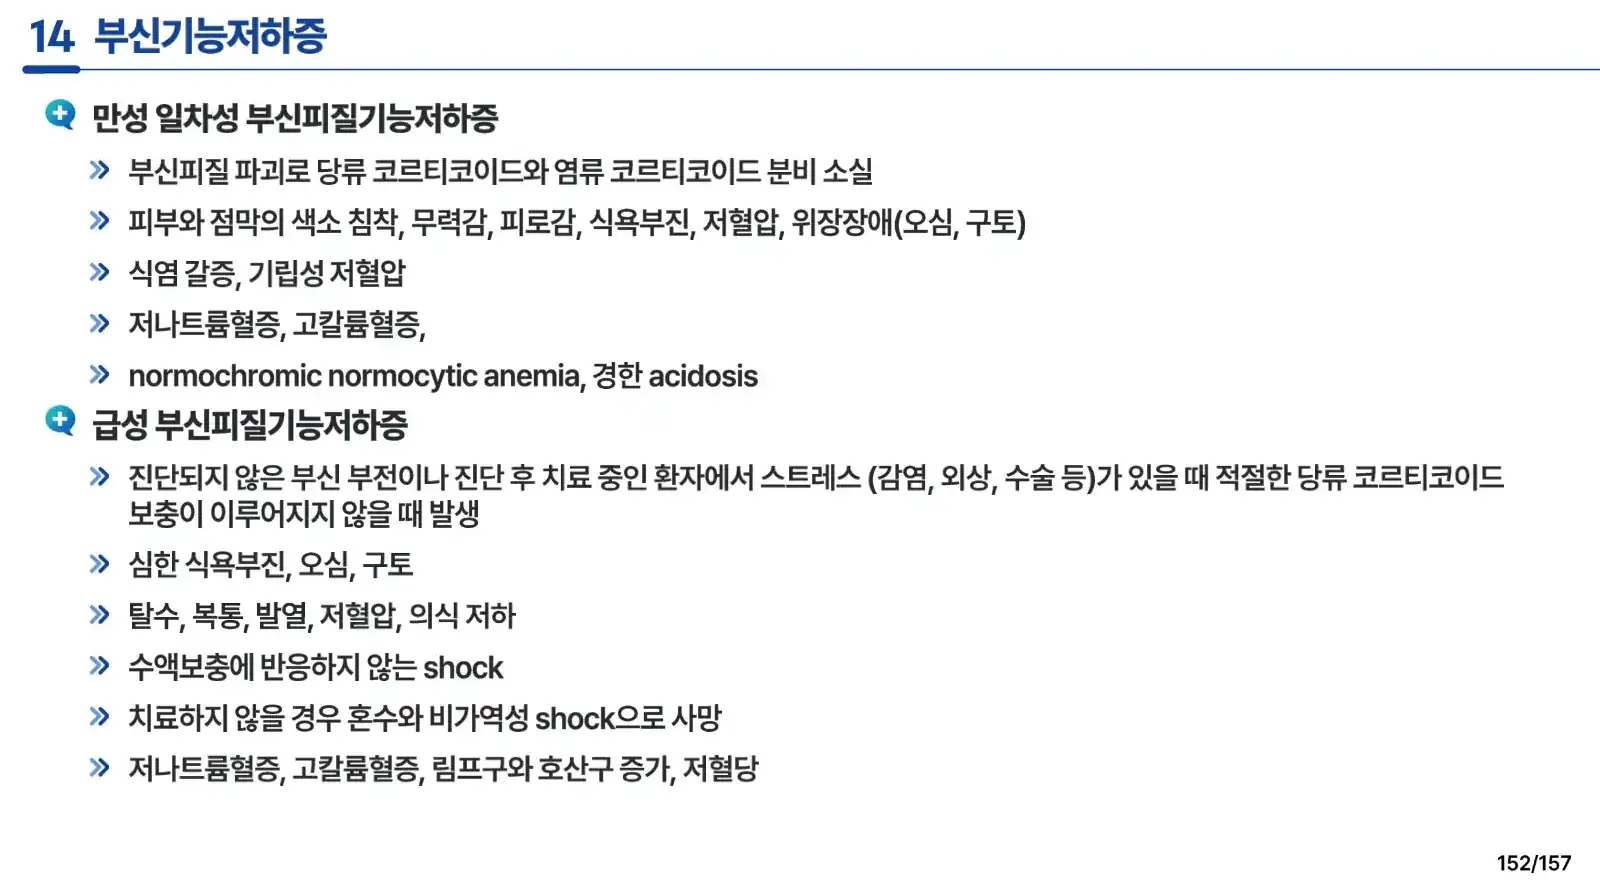 14 부신기능저하증
만성 일차성 부신피질기능저하증
부신피질 파괴로 당류 코르티코이드와 염류 코르티코이드 분비 소실
피부와 점막의 색소 침착, 무력감, 피로감, 식욕부진, 저혈압, 위장장애(오심, 구토)
식염 갈증, 기립성 저혈압
저나트륨혈증, 고칼륨혈증,
normochromic normocytic anemia, 경한 acidosis
급성 부신피질기능저하증
진단되지 않은 부신 부전이나 진단 후 치료 중인 환자에서 스트레스 (감염, 외상, 수술 등)가 있을 때 적절한 당류 코르티코이드
보충이 이루어지지 않을 때 발생
심한 식욕부진, 오심, 구토
탈수, 복통, 발열, 저혈압, 의식 저하
수액보충에 반응하지 않는 shock
치료하지 않을 경우 혼수와 비가역성 shock으로 사망
저나트륨혈증, 고칼륨혈증, 림프구와 호산구 증가, 저혈당
152/157